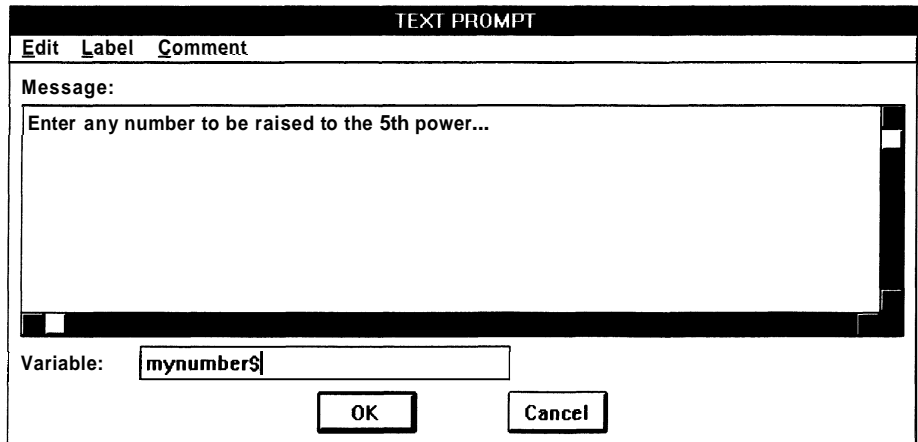 TEXT PROMPT
Edit Label Comment
Message:
Enter any number to be raised to the 5th power...
Variable: mynumber$
OK Cancel